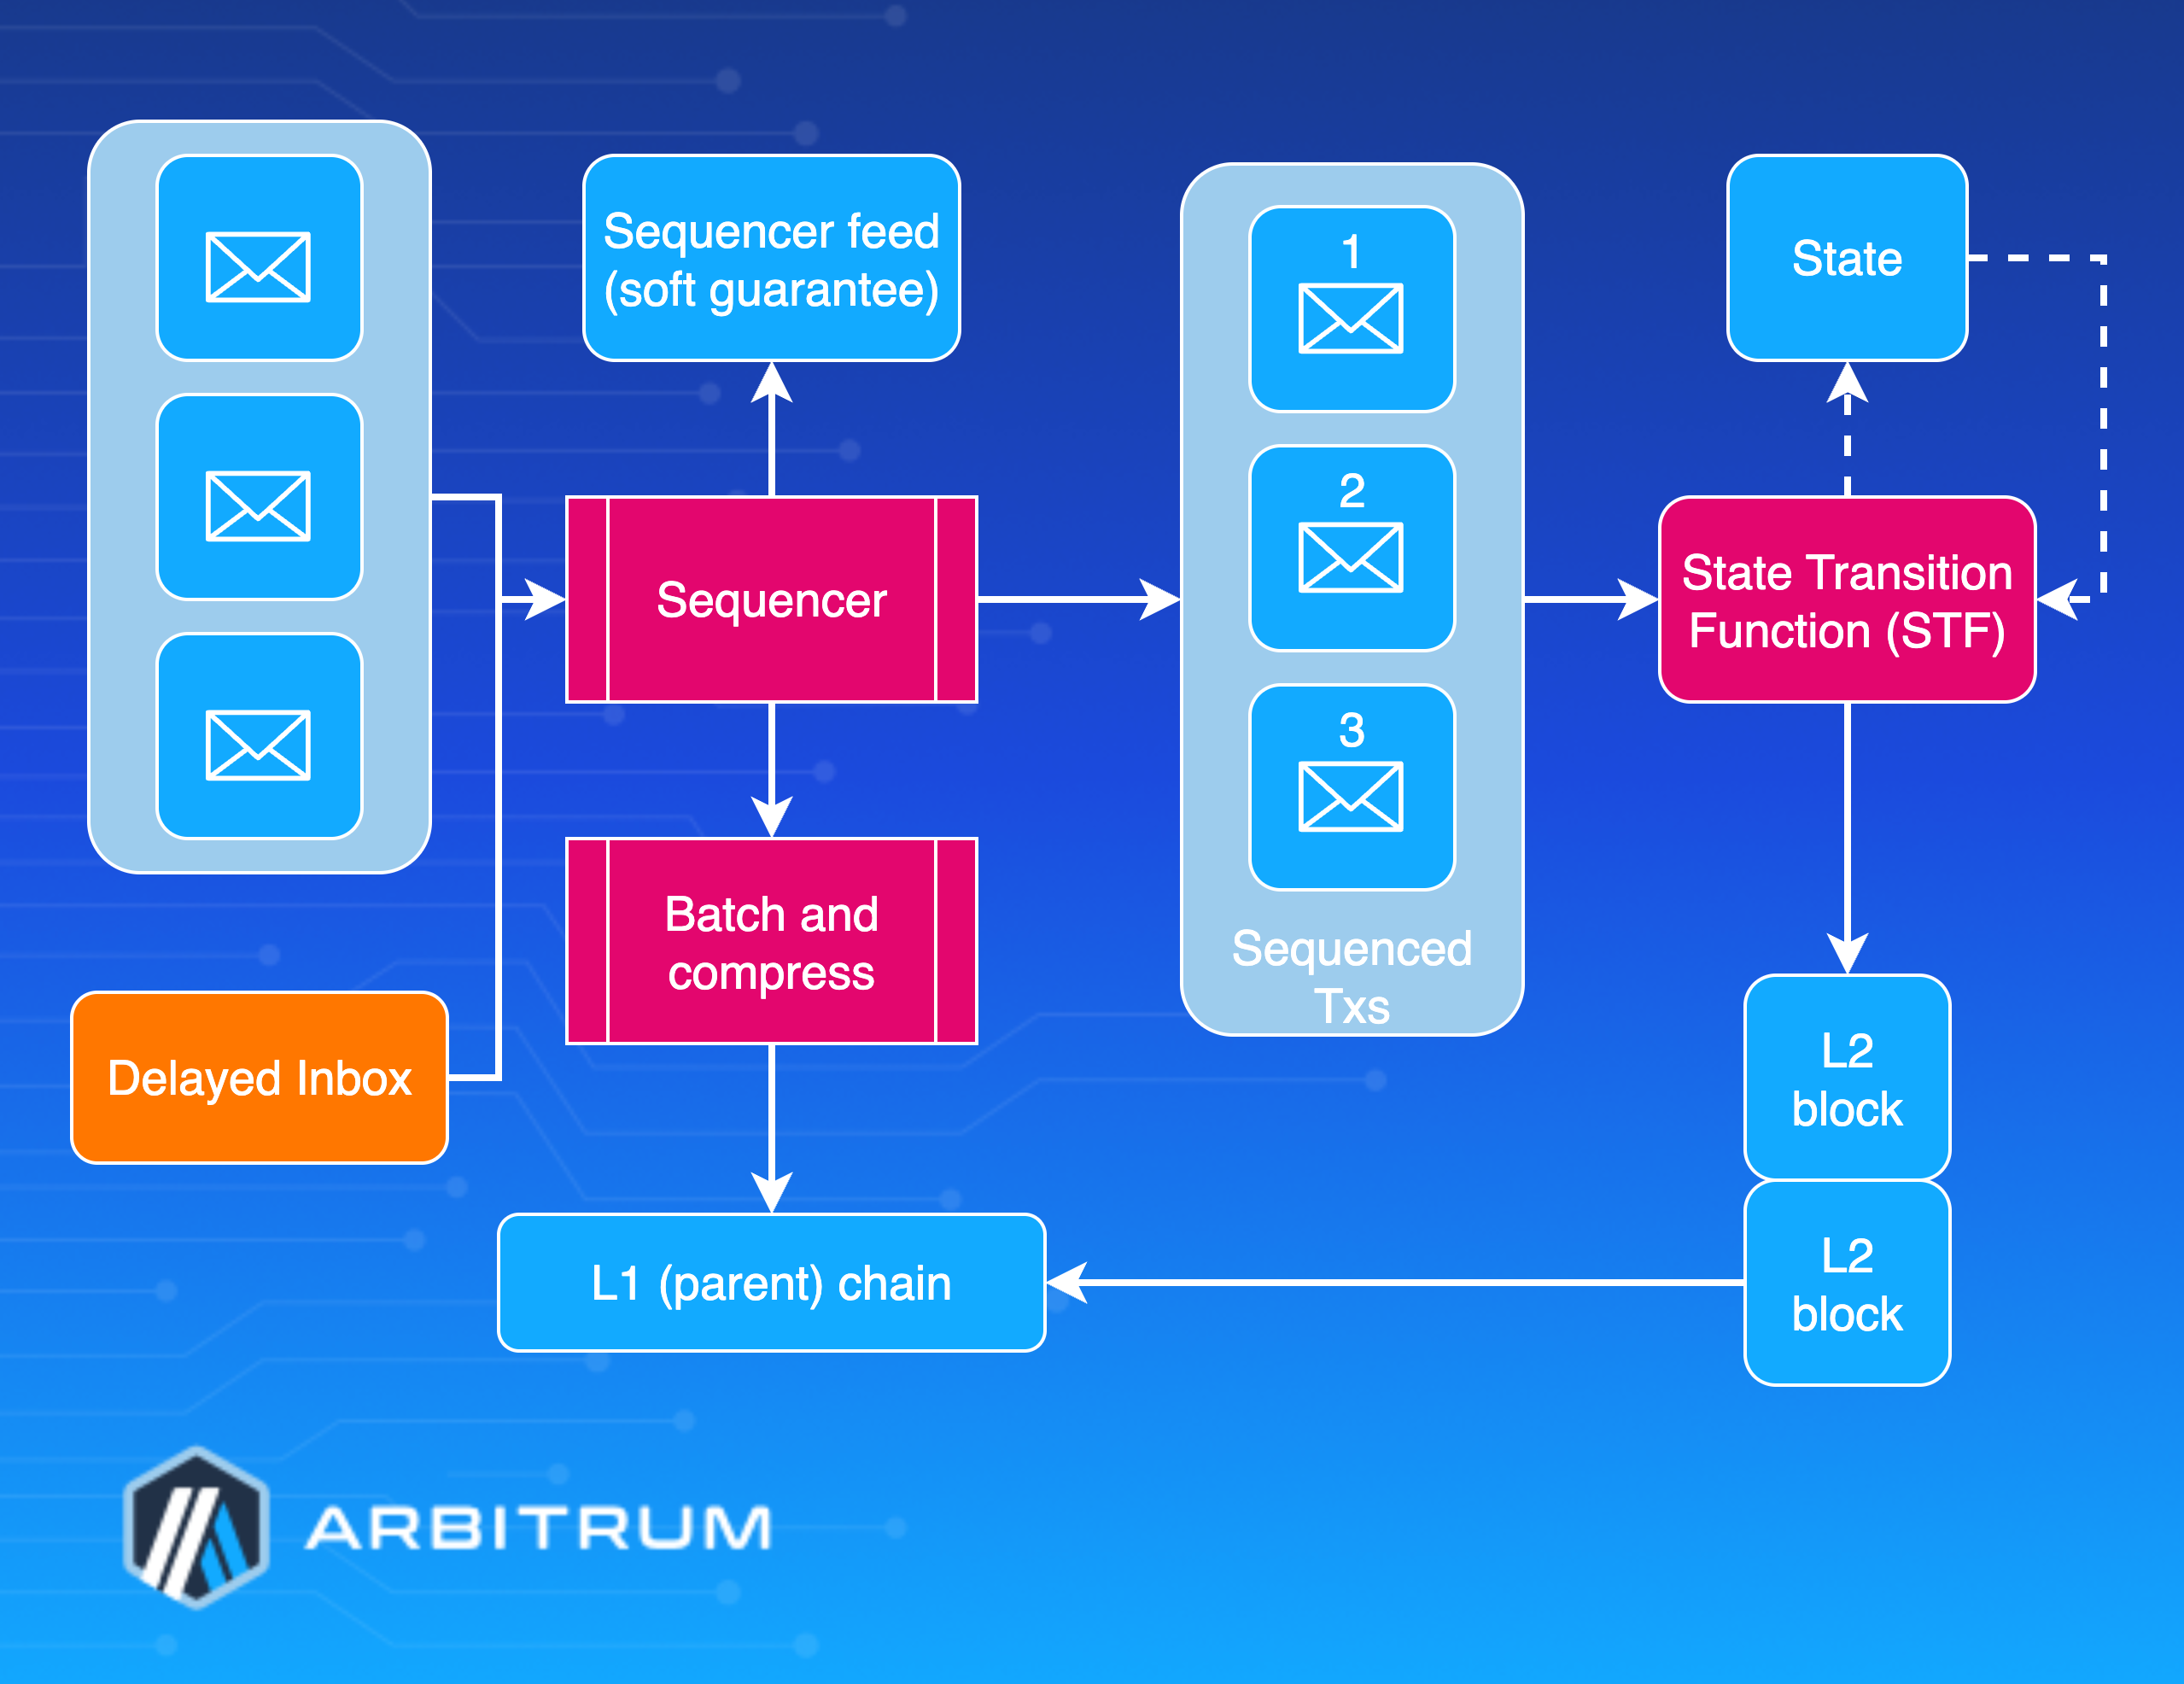 Sequencer feed
(soft guarantee)
Sequencer
Batch and
compress
Delayed Inbox
L1 (parent) chain
1
2
3
Sequenced
Txs
State
State Transition
Function (STF)
L2
block
L2
block
ARBITRUM